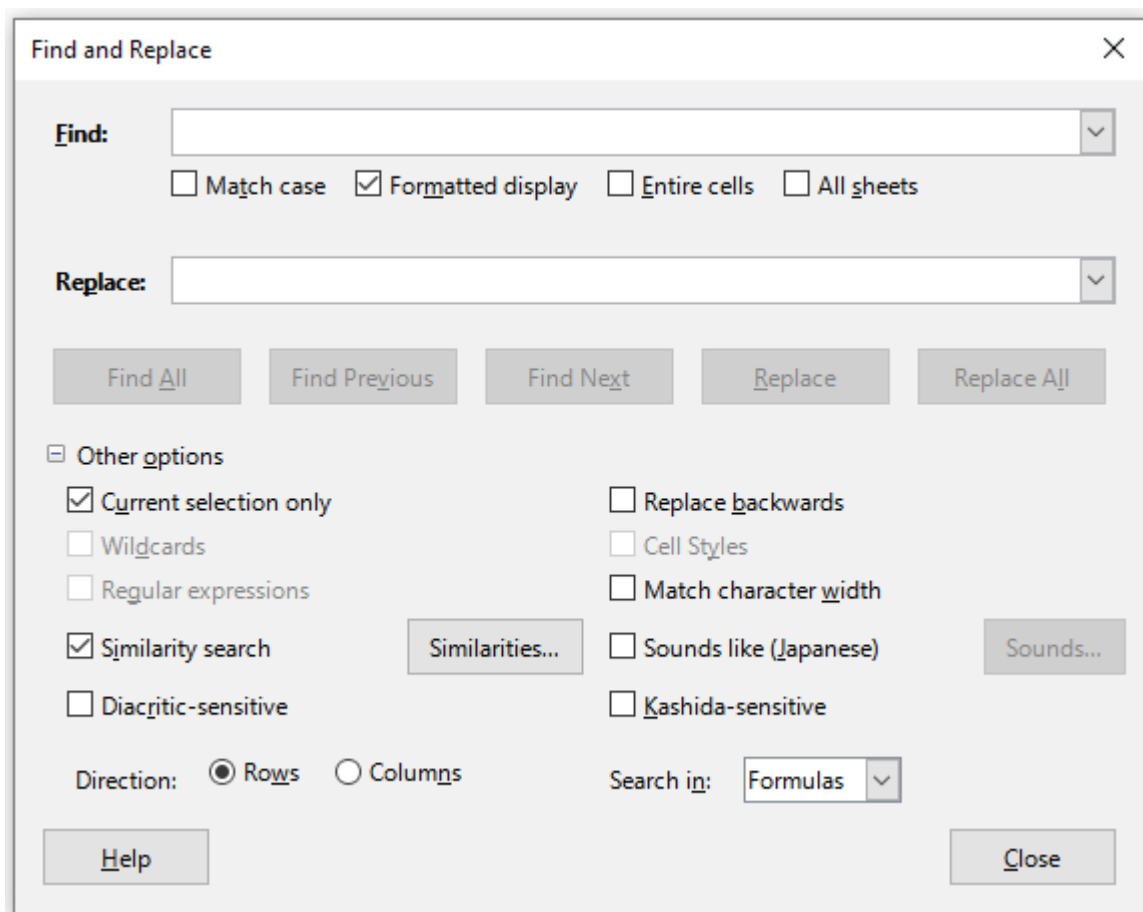 Find and Replace
Find:
Match case Formatted display Entire cells All sheets
Replace:
Find All Find Previous Find Next Replace Replace All
Other options
Current selection only Replace backwards
Wildcards Cell Styles
Regular expressions Match character width
Similarity search Similarities... Sounds like (Japanese) Sounds...
Diacritic-sensitive Kashida-sensitive
Direction: Rows Columns Search in: Formulas
Help Close